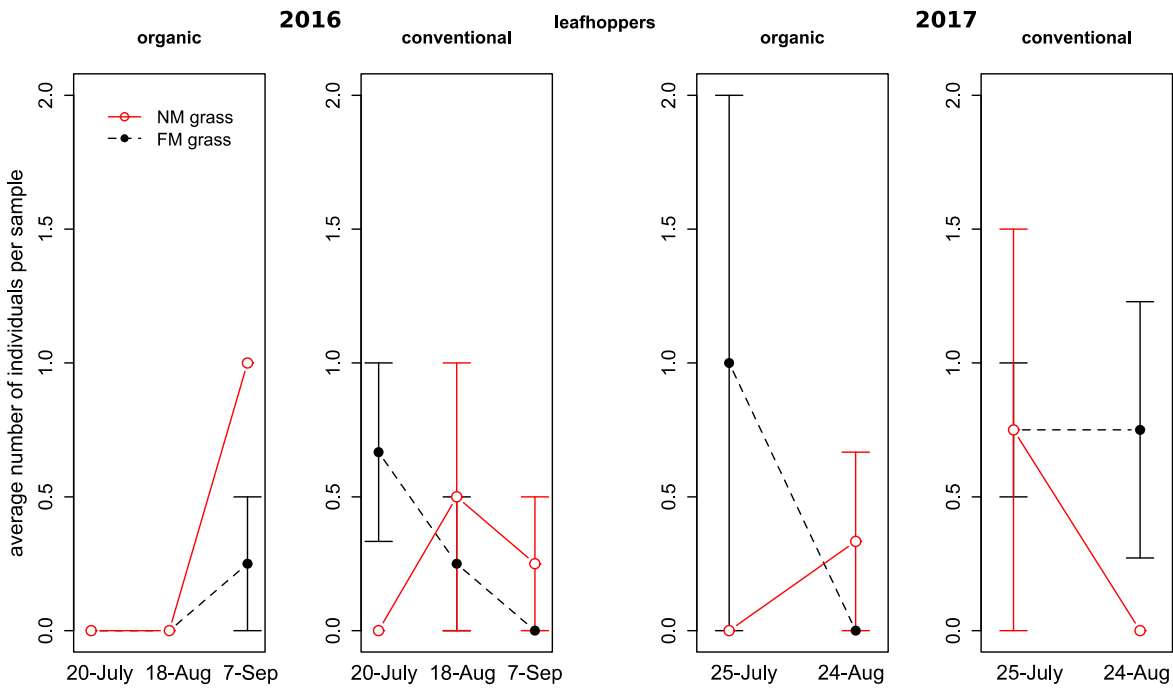 2016 leafhoppers 2017
organic conventional organic conventional
average number of individuals per sample
NM grass
FM grass
2.0 2.0 2.0 2.0
1.5 1.5 1.5 1.5
1.0 1.0 1.0 1.0
0.5 0.5 0.5 0.5
0.0 0.0 0.0 0.0
20-July 18-Aug 7-Sep 20-July 18-Aug 7-Sep 25-July 24-Aug 25-July 24-Aug